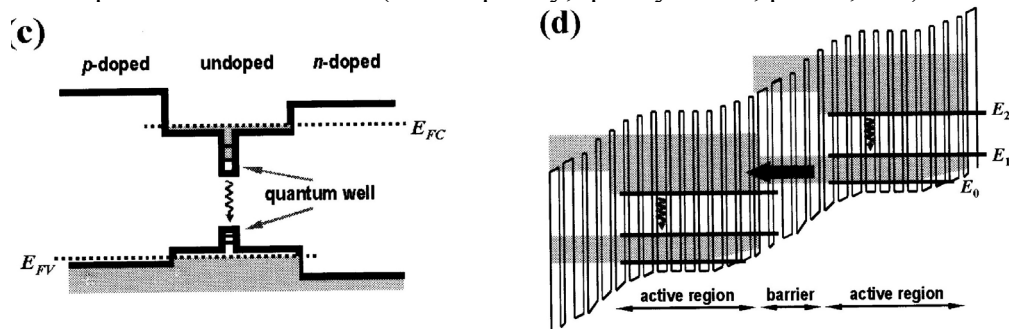 (c)
p-doped undoped n-doped
E_FC
quantum well
E_FV
(d)
E_2
E_1
E_0
active region barrier active region